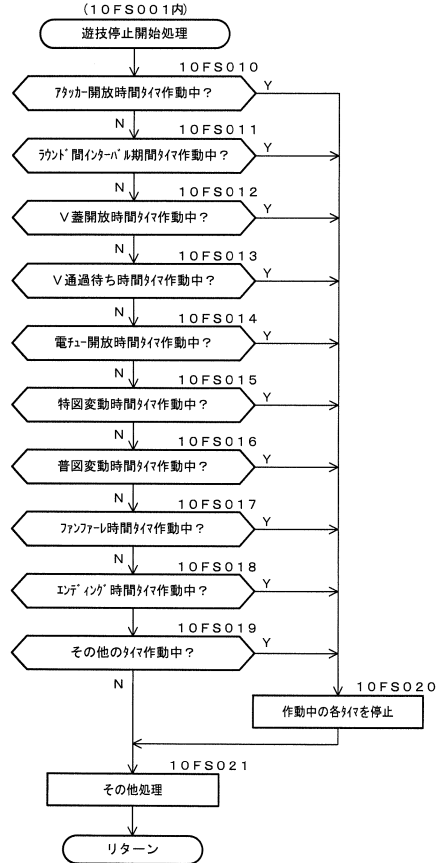 (10FS001内)
遊技停止開始処理
10FS010
アタッカー開放時間タイマ作動中?
Y
N
10FS011
ラウンド間インターバル期間タイマ作動中?
Y
N
10FS012
V蓋開放時間タイマ作動中?
Y
N
10FS013
V通過待ち時間タイマ作動中?
Y
N
10FS014
電チュー開放時間タイマ作動中?
Y
N
10FS015
特図変動時間タイマ作動中?
Y
N
10FS016
普図変動時間タイマ作動中?
Y
N
10FS017
ファンファーレ時間タイマ作動中?
Y
N
10FS018
エンディング時間タイマ作動中?
Y
10FS019
その他のタイマ作動中?
Y
N
10FS020
作動中の各タイマを停止
10FS021
その他処理
リターン